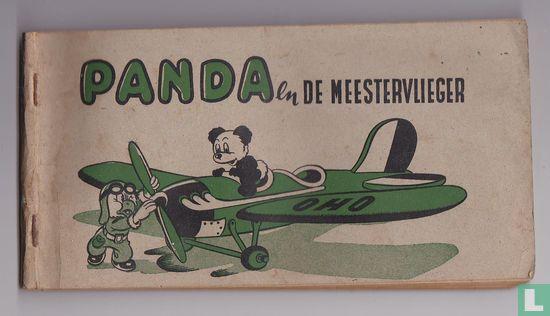 PANDA en DE MEESTERVLIEGER
OHO
L